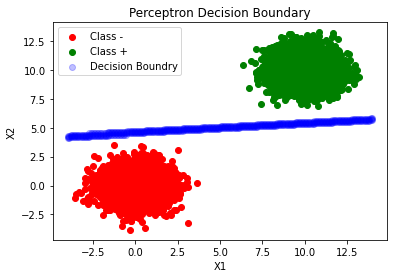 Perceptron Decision Boundary
Class -
Class +
Decision Boundry
X2
12.5
10.0
7.5
5.0
2.5
0.0
−2.5
−2.5
0.0
2.5
5.0
7.5
10.0
12.5
X1